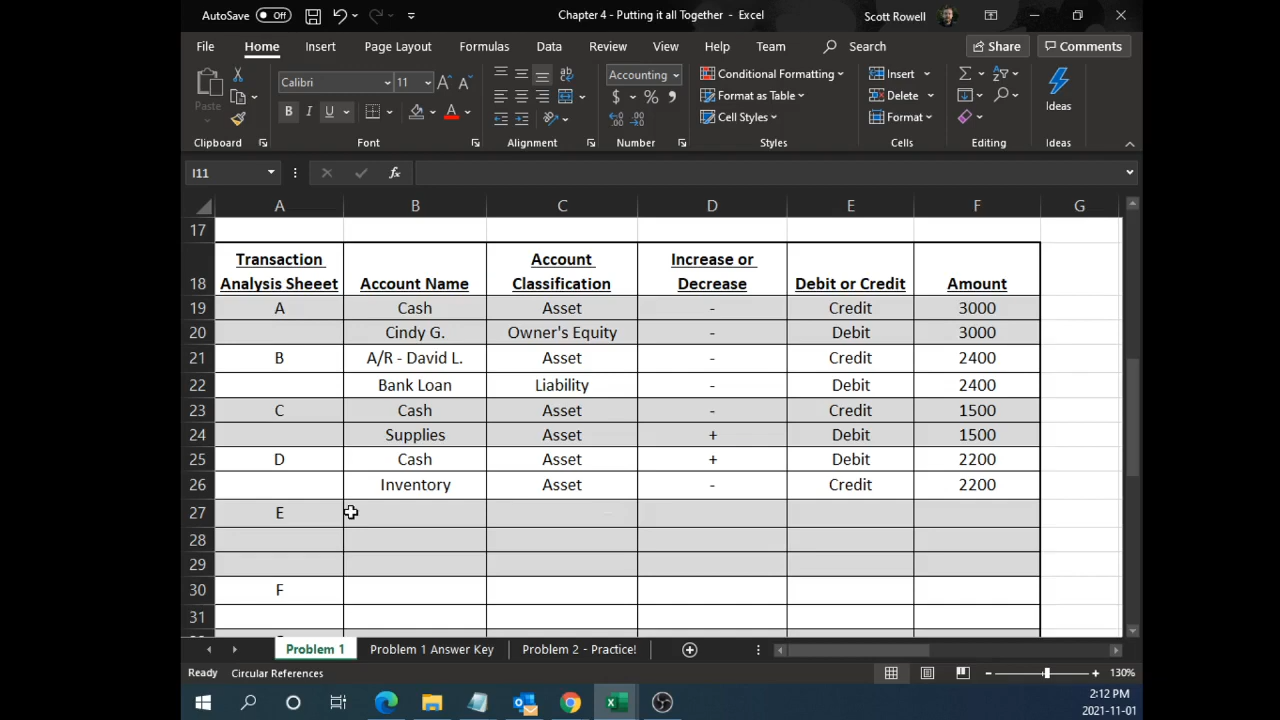 AutoSave Off Chapter 4 - Putting it all Together - Excel Scott Rowell
File Home Insert Page Layout Formulas Data Review View Help Team Search Share Comments
Paste Calibri 11 A A ab Accounting Conditional Formatting Insert Σ Ideas
B I U A $ % , Format as Table Delete
Cell Styles Format
Clipboard Font Alignment Number Styles Cells Editing Ideas
I11 fx
A B C D E F G
17
18 Transaction Analysis Sheeet Account Name Account Classification Increase or Decrease Debit or Credit Amount
19 A Cash Asset - Credit 3000
20 Cindy G. Owner's Equity - Debit 3000
21 B A/R - David L. Asset - Credit 2400
22 Bank Loan Liability - Debit 2400
23 C Cash Asset - Credit 1500
24 Supplies Asset + Debit 1500
25 D Cash Asset + Debit 2200
26 Inventory Asset - Credit 2200
27 E
28
29
30 F
31
Problem 1 Problem 1 Answer Key Problem 2 - Practice!
Ready Circular References 130%
2:12 PM
2021-11-01